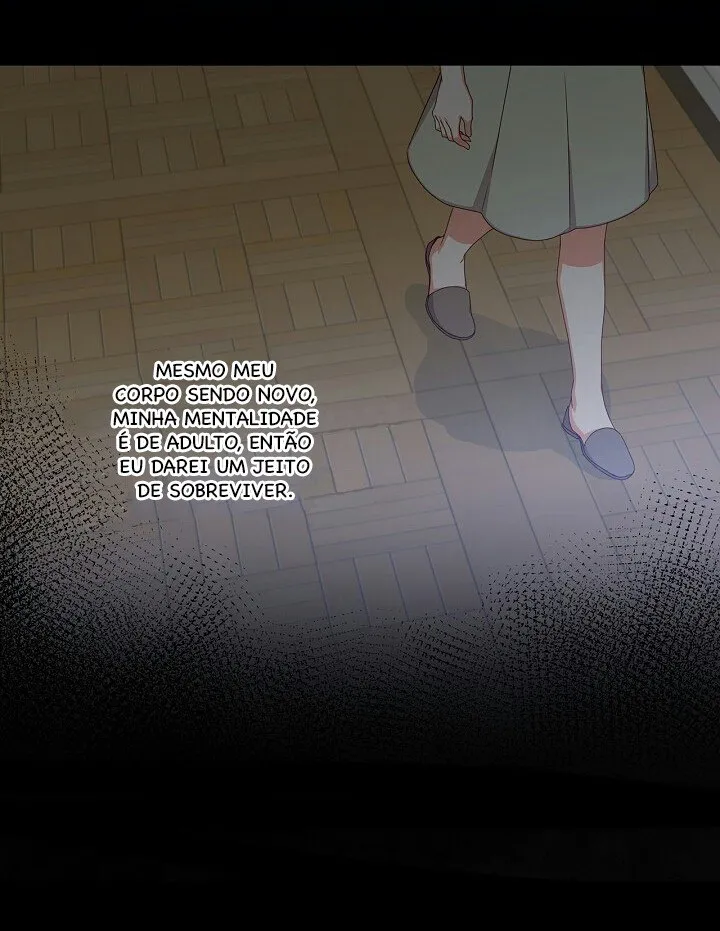 MESMO MEU
CORPO SENDO NOVO,
MINHA MENTALIDADE
É DE ADULTO, ENTÃO
EU DAREI UM JEITO
DE SOBREVIVER.